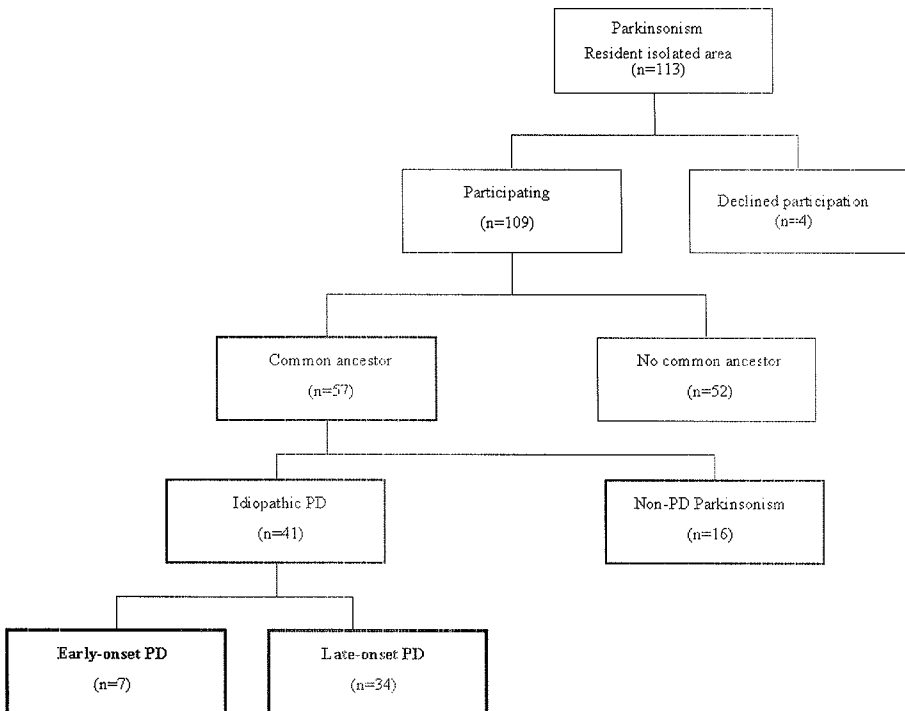 Parkinsonism
Resident isolated area
(n=113)
Participating
(n=109)
Declined participation
(n=4)
Common ancestor
(n=57)
No common ancestor
(n=52)
Idiopathic PD
(n=41)
Non-PD Parkinsonism
(n=16)
Early-onset PD
(n=7)
Late-onset PD
(n=34)